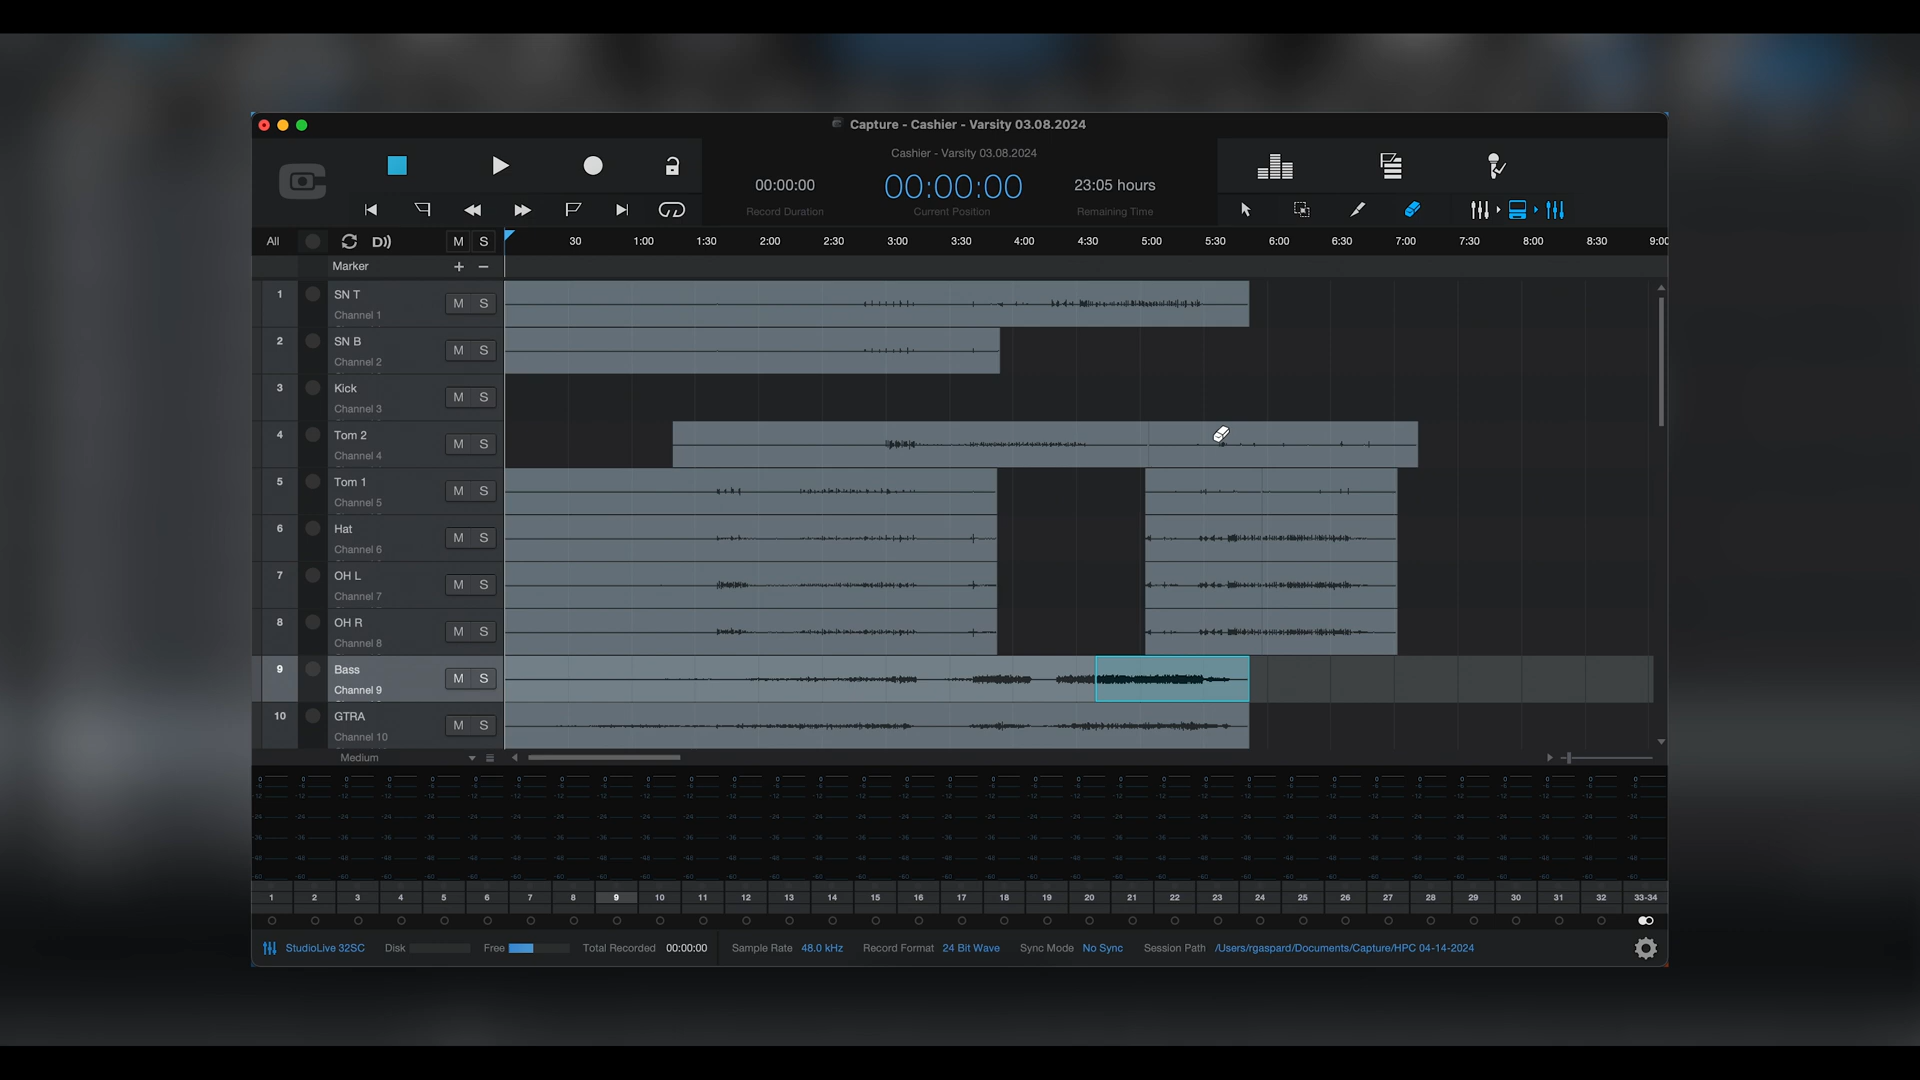 Capture - Cashier - Varsity 03.08.2024
Cashier - Varsity 03.08.2024
00:00:00 00:00:00 23:05 hours
Record Duration Current Position Remaining Time
All D)) M S 30 1:00 1:30 2:00 2:30 3:00 3:30 4:00 4:30 5:00 5:30 6:00 6:30 7:00 7:30 8:00 8:30 9:00
Marker + −
1 SN T M S
Channel 1
2 SN B M S
Channel 2
3 Kick M S
Channel 3
4 Tom 2 M S
Channel 4
5 Tom 1 M S
Channel 5
6 Hat M S
Channel 6
7 OH L M S
Channel 7
8 OH R M S
Channel 8
9 Bass M S
Channel 9
10 GTRA M S
Channel 10
Medium
1 2 3 4 5 6 7 8 9 10 11 12 13 14 15 16 17 18 19 20 21 22 23 24 25 26 27 28 29 30 31 32 33-34
StudioLive 32SC Disk Free Total Recorded 00:00:00 Sample Rate 48.0 kHz Record Format 24 Bit Wave Sync Mode No Sync Session Path /Users/rgaspard/Documents/Capture/HPC 04-14-2024